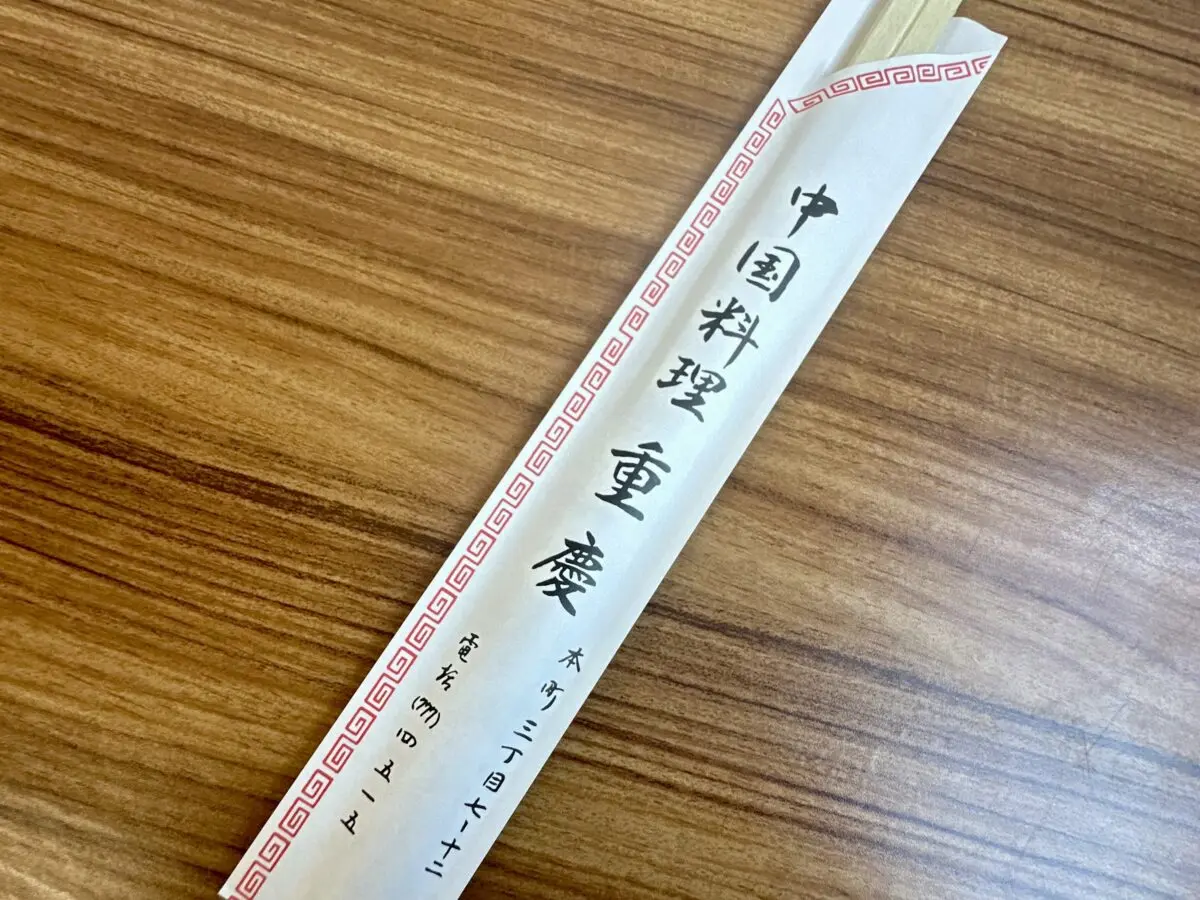 中国料理 重慶
本町三丁目七ー十二
電話(777)四五一五